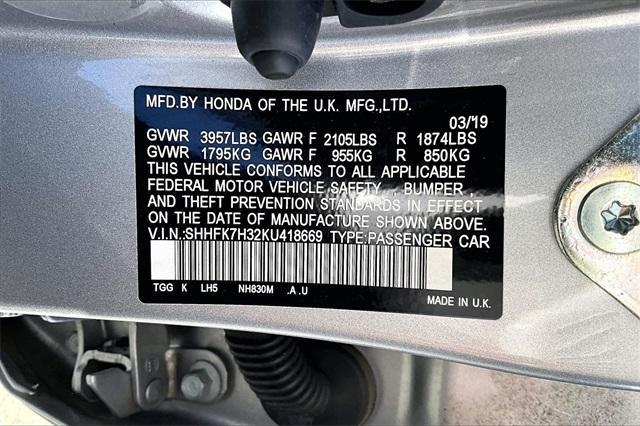 MFD.BY HONDA OF THE U.K. MFG.,LTD.
03/19
GVWR 3957LBS GAWR F 2105LBS R 1874LBS
GVWR 1795KG GAWR F 955KG R 850KG
THIS VEHICLE CONFORMS TO ALL APPLICABLE
FEDERAL MOTOR VEHICLE SAFETY , BUMPER ,
AND THEFT PREVENTION STANDARDS IN EFFECT
ON THE DATE OF MANUFACTURE SHOWN ABOVE.
V.I.N.:SHHFK7H32KU418669 TYPE:PASSENGER CAR
TGG K LH5 NH830M .A .U
MADE IN U.K.